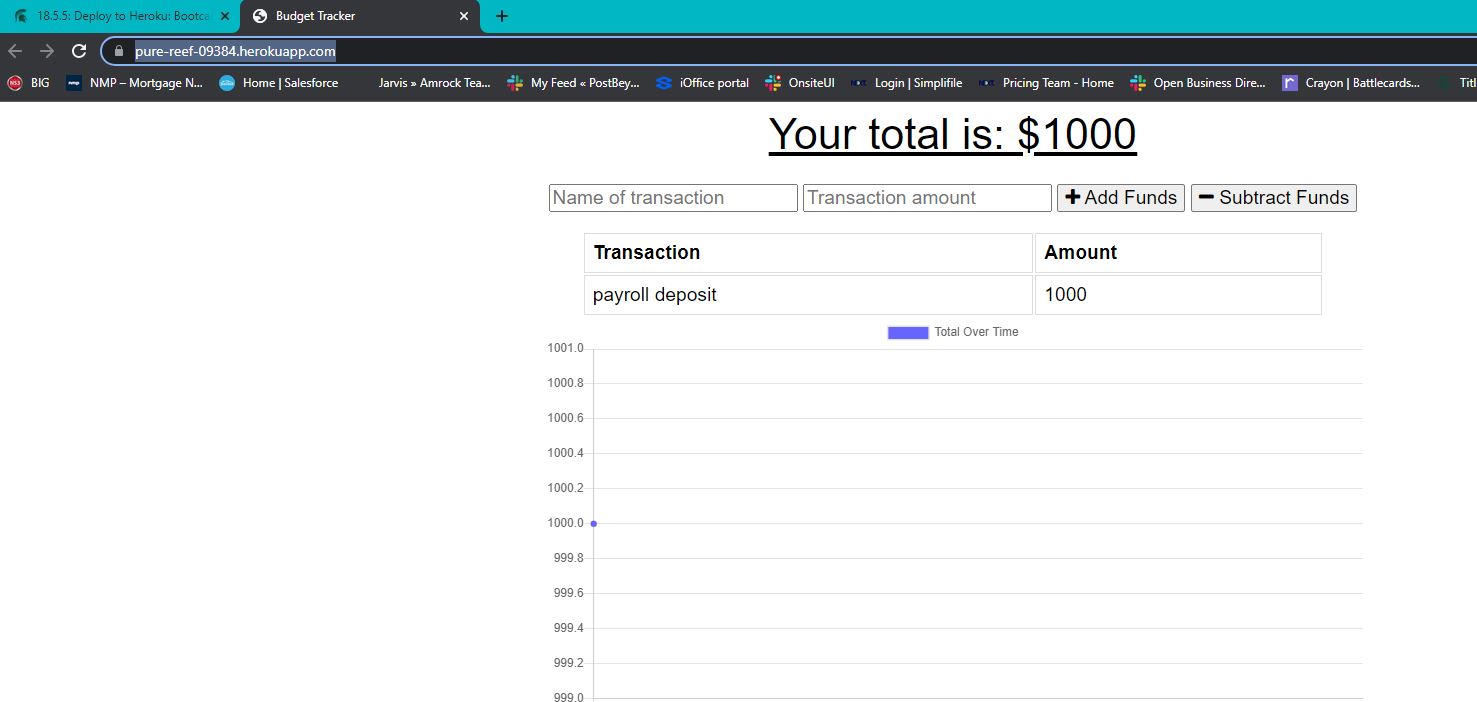 18.5.5: Deploy to Heroku: Bootca
Budget Tracker
pure-reef-09384.herokuapp.com
BIG NMP – Mortgage N... Home | Salesforce Jarvis » Amrock Tea... My Feed « PostBey... iOffice portal OnsiteUI Login | Simplifile Pricing Team - Home Open Business Dire... Crayon | Battlecards... Titl
Your total is: $1000
Name of transaction Transaction amount Add Funds Subtract Funds
Transaction Amount
payroll deposit 1000
Total Over Time
1001.0
1000.8
1000.6
1000.4
1000.2
1000.0
999.8
999.6
999.4
999.2
999.0